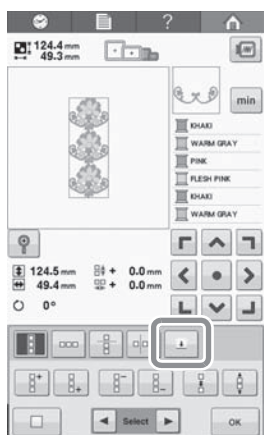 ?
124.4 mm
49.3 mm
min
KHAKI
WARM GRAY
PINK
FLESH PINK
KHAKI
WARM GRAY
124.5 mm + 0.0 mm
49.4 mm + 0.0 mm
0°
Select OK